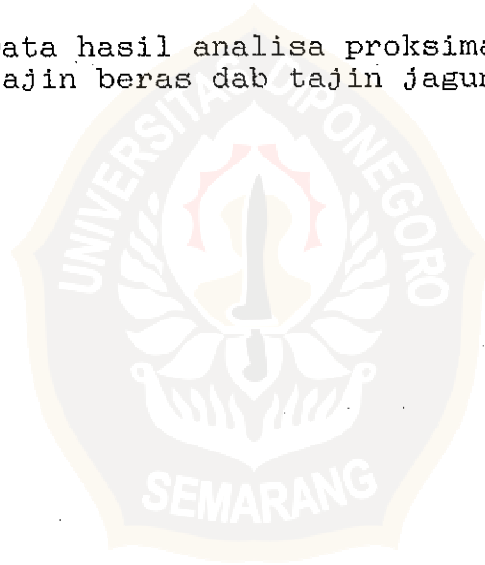 ata hasil analisa proksima
ajin beras dab tajin jagun
UNIVERSITAS DIPONEGORO
SEMARANG